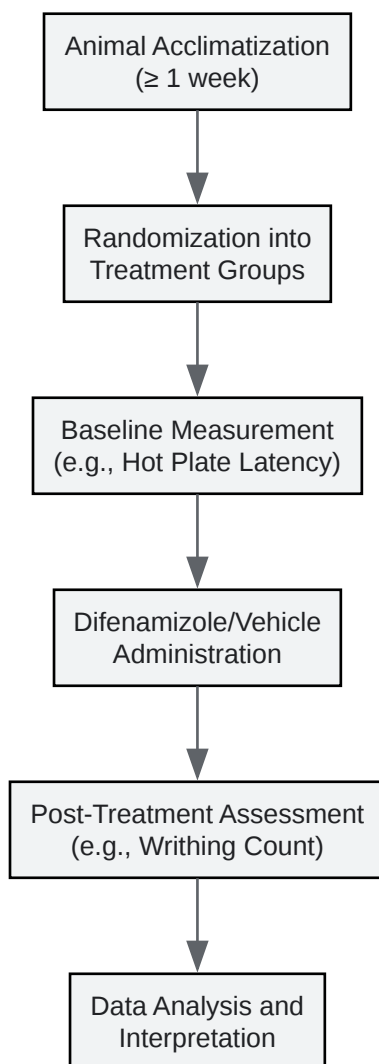 Animal Acclimatization
(≥ 1 week)
Randomization into
Treatment Groups
Baseline Measurement
(e.g., Hot Plate Latency)
Difenamizole/Vehicle
Administration
Post-Treatment Assessment
(e.g., Writhing Count)
Data Analysis and
Interpretation